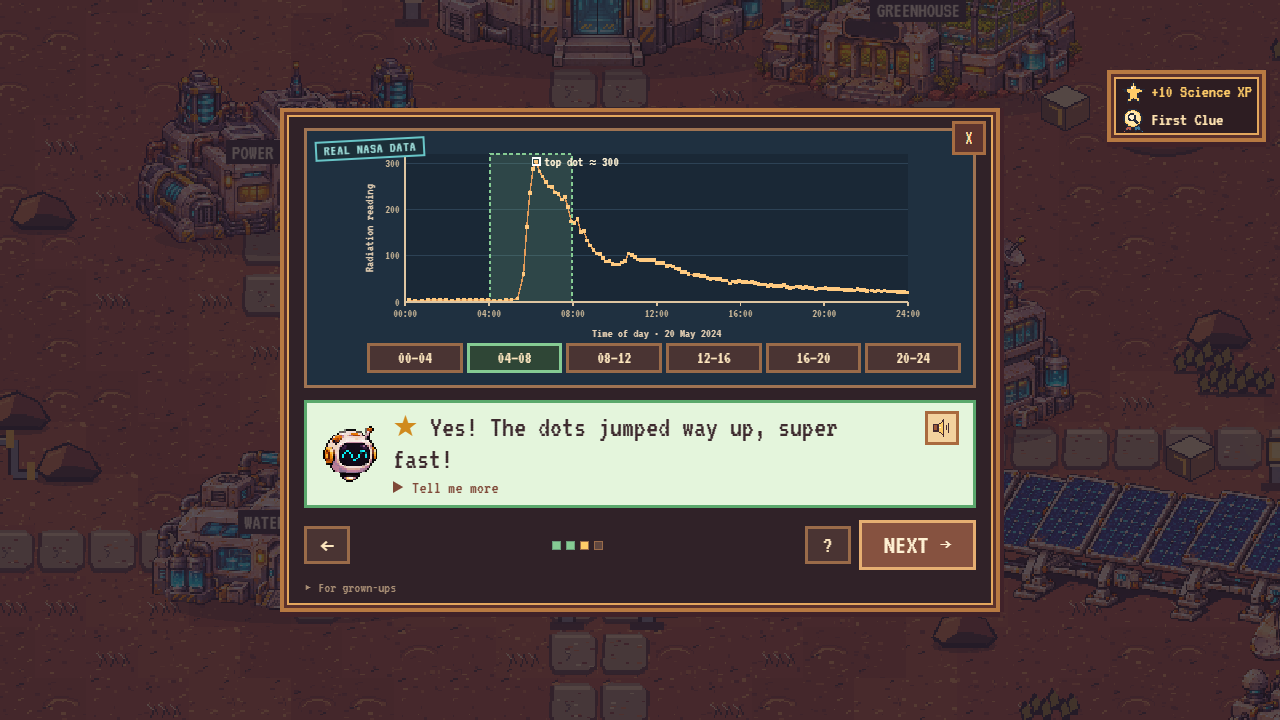 GREENHOUSE
+10 Science XP
First Clue
POWER
REAL NASA DATA
X
top dot ≈ 300
300
200
100
0
Radiation reading
00:00 04:00 08:00 12:00 16:00 20:00 24:00
Time of day · 20 May 2024
00–04 04–08 08–12 12–16 16–20 20–24
Yes! The dots jumped way up, super
fast!
Tell me more
WATE
? NEXT →
For grown-ups